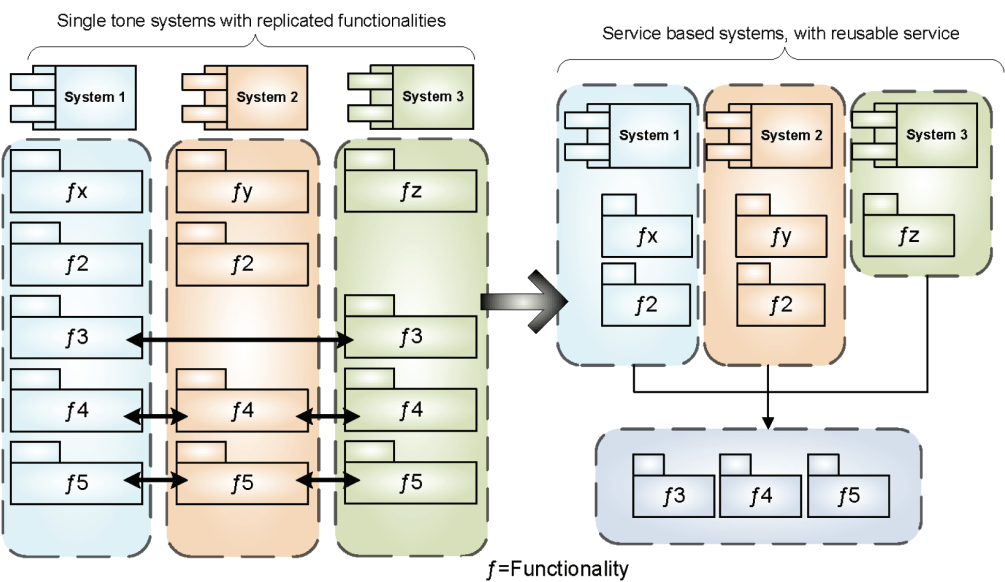 Single tone systems with replicated functionalities
System 1
System 2
System 3
ƒx
ƒy
ƒz
ƒ2
ƒ2
ƒ3
ƒ3
ƒ4
ƒ4
ƒ4
ƒ5
ƒ5
ƒ5
Service based systems, with reusable service
System 1
System 2
System 3
ƒx
ƒy
ƒz
ƒ2
ƒ2
ƒ3
ƒ4
ƒ5
ƒ=Functionality